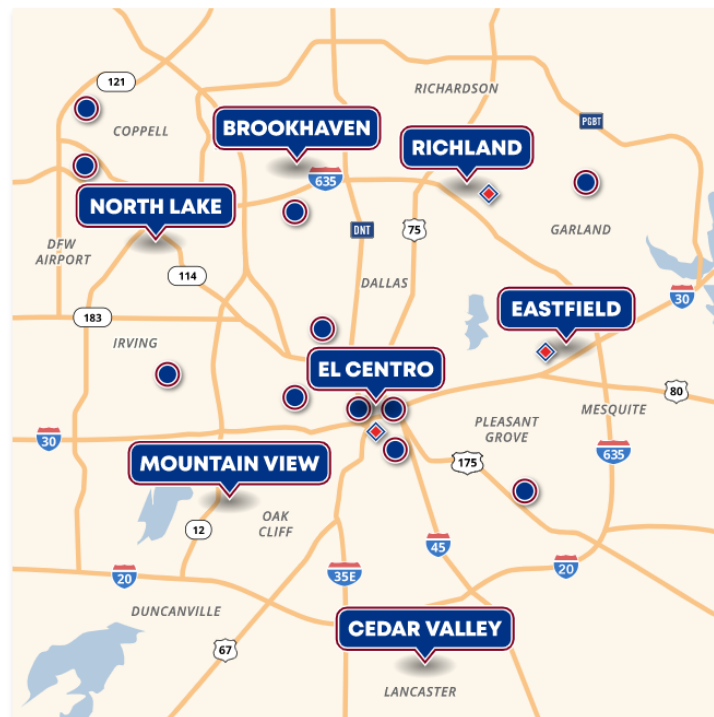 121
RICHARDSON
PGBT
COPPELL
BROOKHAVEN
RICHLAND
635
NORTH LAKE
DNT
75
GARLAND
DFW
AIRPORT
114
DALLAS
30
EASTFIELD
183
IRVING
EL CENTRO
80
MESQUITE
PLEASANT
GROVE
30
635
MOUNTAIN VIEW
175
OAK
CLIFF
12
45
20
20
35E
DUNCANVILLE
CEDAR VALLEY
67
LANCASTER